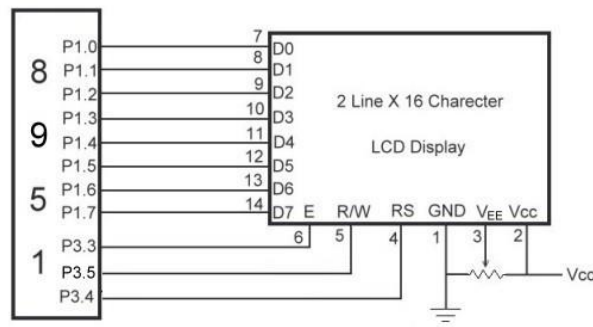 8
9
5
1
P1.0
P1.1
P1.2
P1.3
P1.4
P1.5
P1.6
P1.7
P3.3
P3.5
P3.4
7
8
9
10
11
12
13
14
D0
D1
D2
D3
D4
D5
D6
D7
2 Line X 16 Charecter
LCD Display
E R/W RS GND VEE Vcc
6 5 4 1 3 2
Vcc